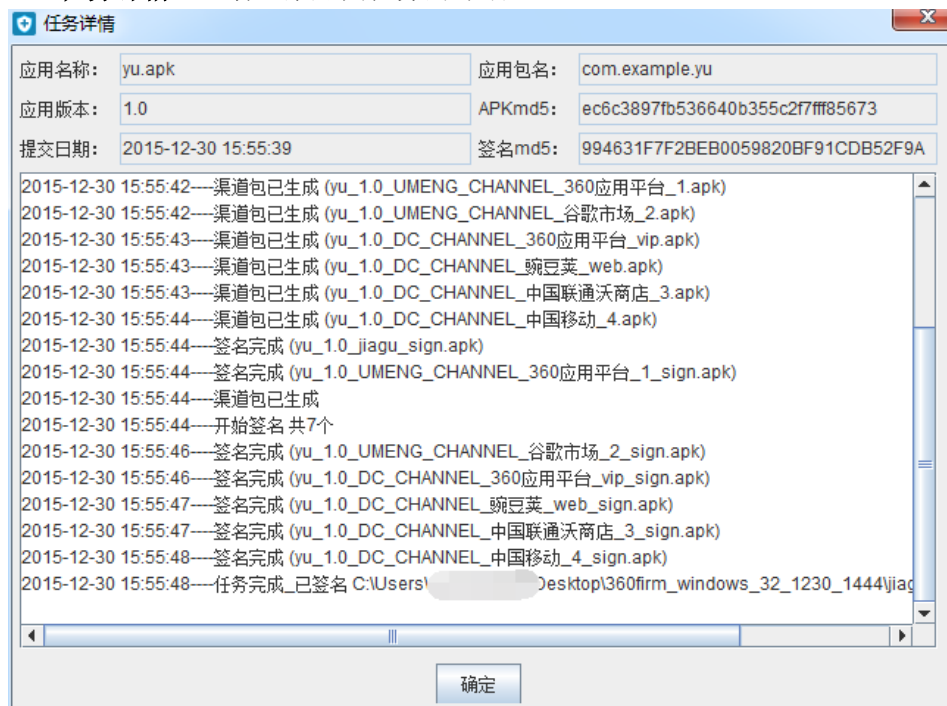 任务详情
应用名称： yu.apk 应用包名： com.example.yu
应用版本： 1.0 APKmd5： ec6c3897fb536640b355c2f7fff85673
提交日期： 2015-12-30 15:55:39 签名md5： 994631F7F2BEB0059820BF91CDB52F9A
2015-12-30 15:55:42----渠道包已生成 (yu_1.0_UMENG_CHANNEL_360应用平台_1.apk)
2015-12-30 15:55:42----渠道包已生成 (yu_1.0_UMENG_CHANNEL_谷歌市场_2.apk)
2015-12-30 15:55:43----渠道包已生成 (yu_1.0_DC_CHANNEL_360应用平台_vip.apk)
2015-12-30 15:55:43----渠道包已生成 (yu_1.0_DC_CHANNEL_豌豆荚_web.apk)
2015-12-30 15:55:43----渠道包已生成 (yu_1.0_DC_CHANNEL_中国联通沃商店_3.apk)
2015-12-30 15:55:44----渠道包已生成 (yu_1.0_DC_CHANNEL_中国移动_4.apk)
2015-12-30 15:55:44----签名完成 (yu_1.0_jiagu_sign.apk)
2015-12-30 15:55:44----签名完成 (yu_1.0_UMENG_CHANNEL_360应用平台_1_sign.apk)
2015-12-30 15:55:44----渠道包已生成
2015-12-30 15:55:44----开始签名 共7个
2015-12-30 15:55:46----签名完成 (yu_1.0_UMENG_CHANNEL_谷歌市场_2_sign.apk)
2015-12-30 15:55:46----签名完成 (yu_1.0_DC_CHANNEL_360应用平台_vip_sign.apk)
2015-12-30 15:55:47----签名完成 (yu_1.0_DC_CHANNEL_豌豆荚_web_sign.apk)
2015-12-30 15:55:47----签名完成 (yu_1.0_DC_CHANNEL_中国联通沃商店_3_sign.apk)
2015-12-30 15:55:48----签名完成 (yu_1.0_DC_CHANNEL_中国移动_4_sign.apk)
2015-12-30 15:55:48----任务完成_已签名 C:\Users\ Desktop\360firm_windows_32_1230_1444\jiag
确定